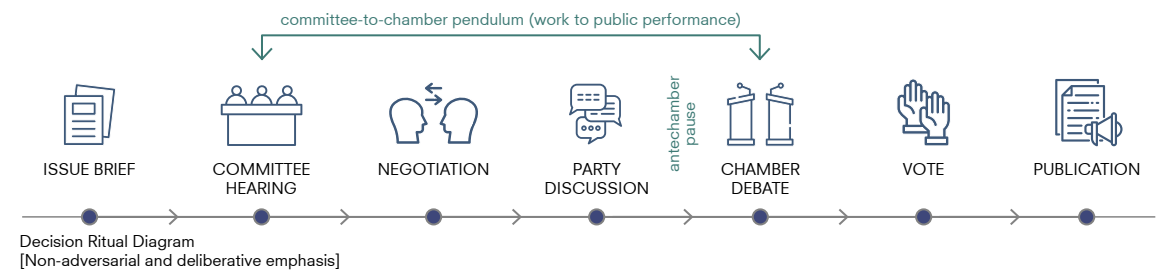 committee-to-chamber pendulum (work to public performance)
antechamber
pause
ISSUE BRIEF
COMMITTEE
HEARING
NEGOTIATION
PARTY
DISCUSSION
CHAMBER
DEBATE
VOTE
PUBLICATION
Decision Ritual Diagram
[Non-adversarial and deliberative emphasis]